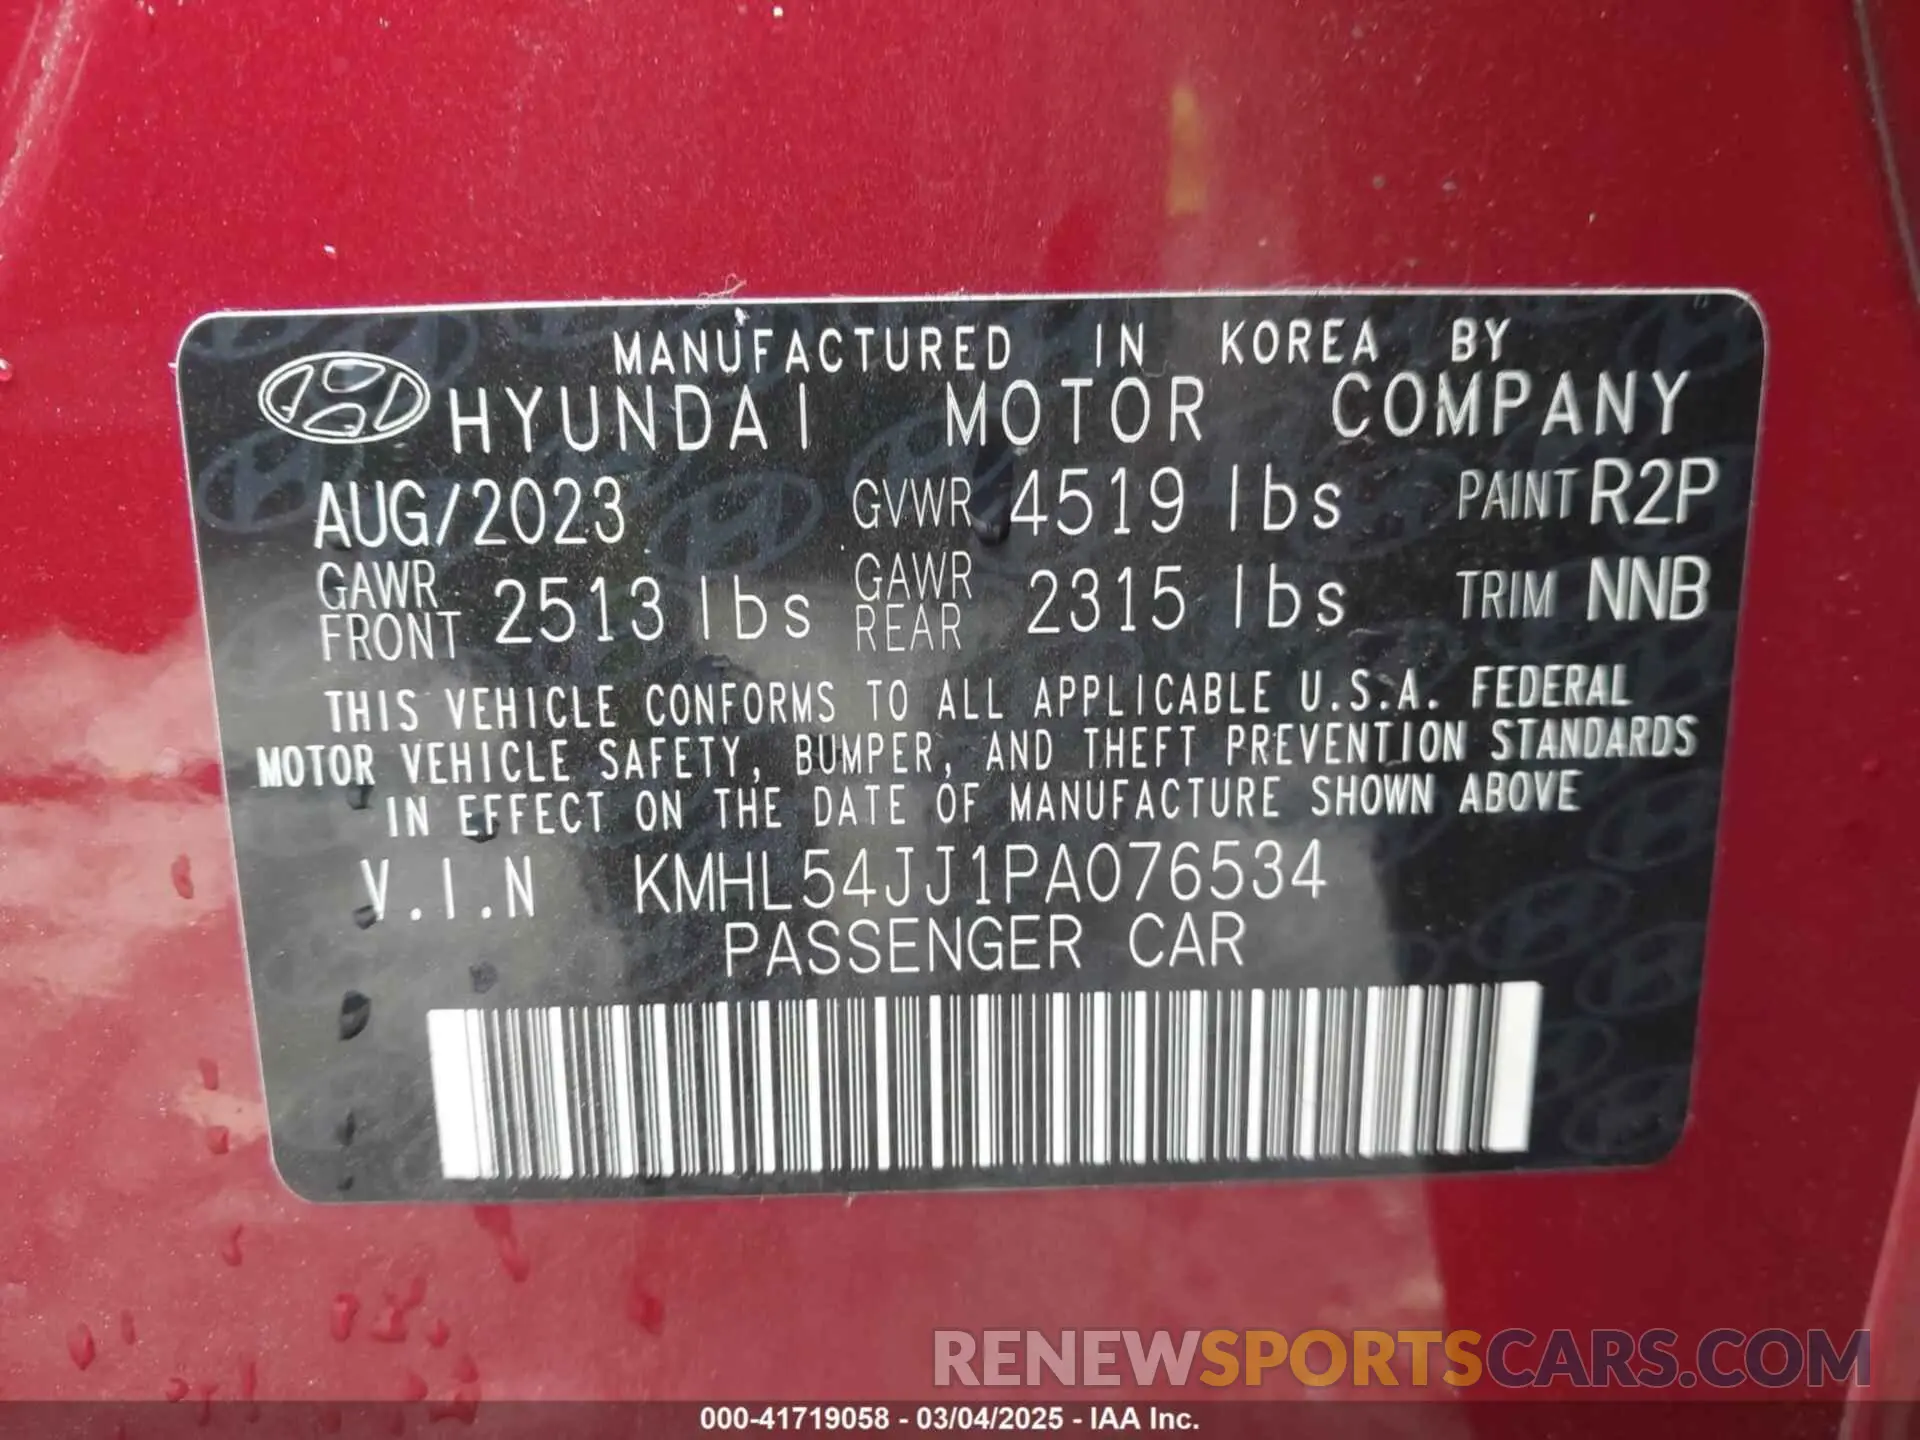 MANUFACTURED IN KOREA BY
HYUNDAI MOTOR COMPANY
AUG/2023 GVWR 4519 lbs PAINT R2P
GAWR FRONT 2513 lbs GAWR REAR 2315 lbs TRIM NNB
THIS VEHICLE CONFORMS TO ALL APPLICABLE U.S.A. FEDERAL
MOTOR VEHICLE SAFETY, BUMPER, AND THEFT PREVENTION STANDARDS
IN EFFECT ON THE DATE OF MANUFACTURE SHOWN ABOVE
V.I.N KMHL54JJ1PA076534
PASSENGER CAR
RENEWSPORTSCARS.COM
000-41719058 - 03/04/2025 - IAA Inc.